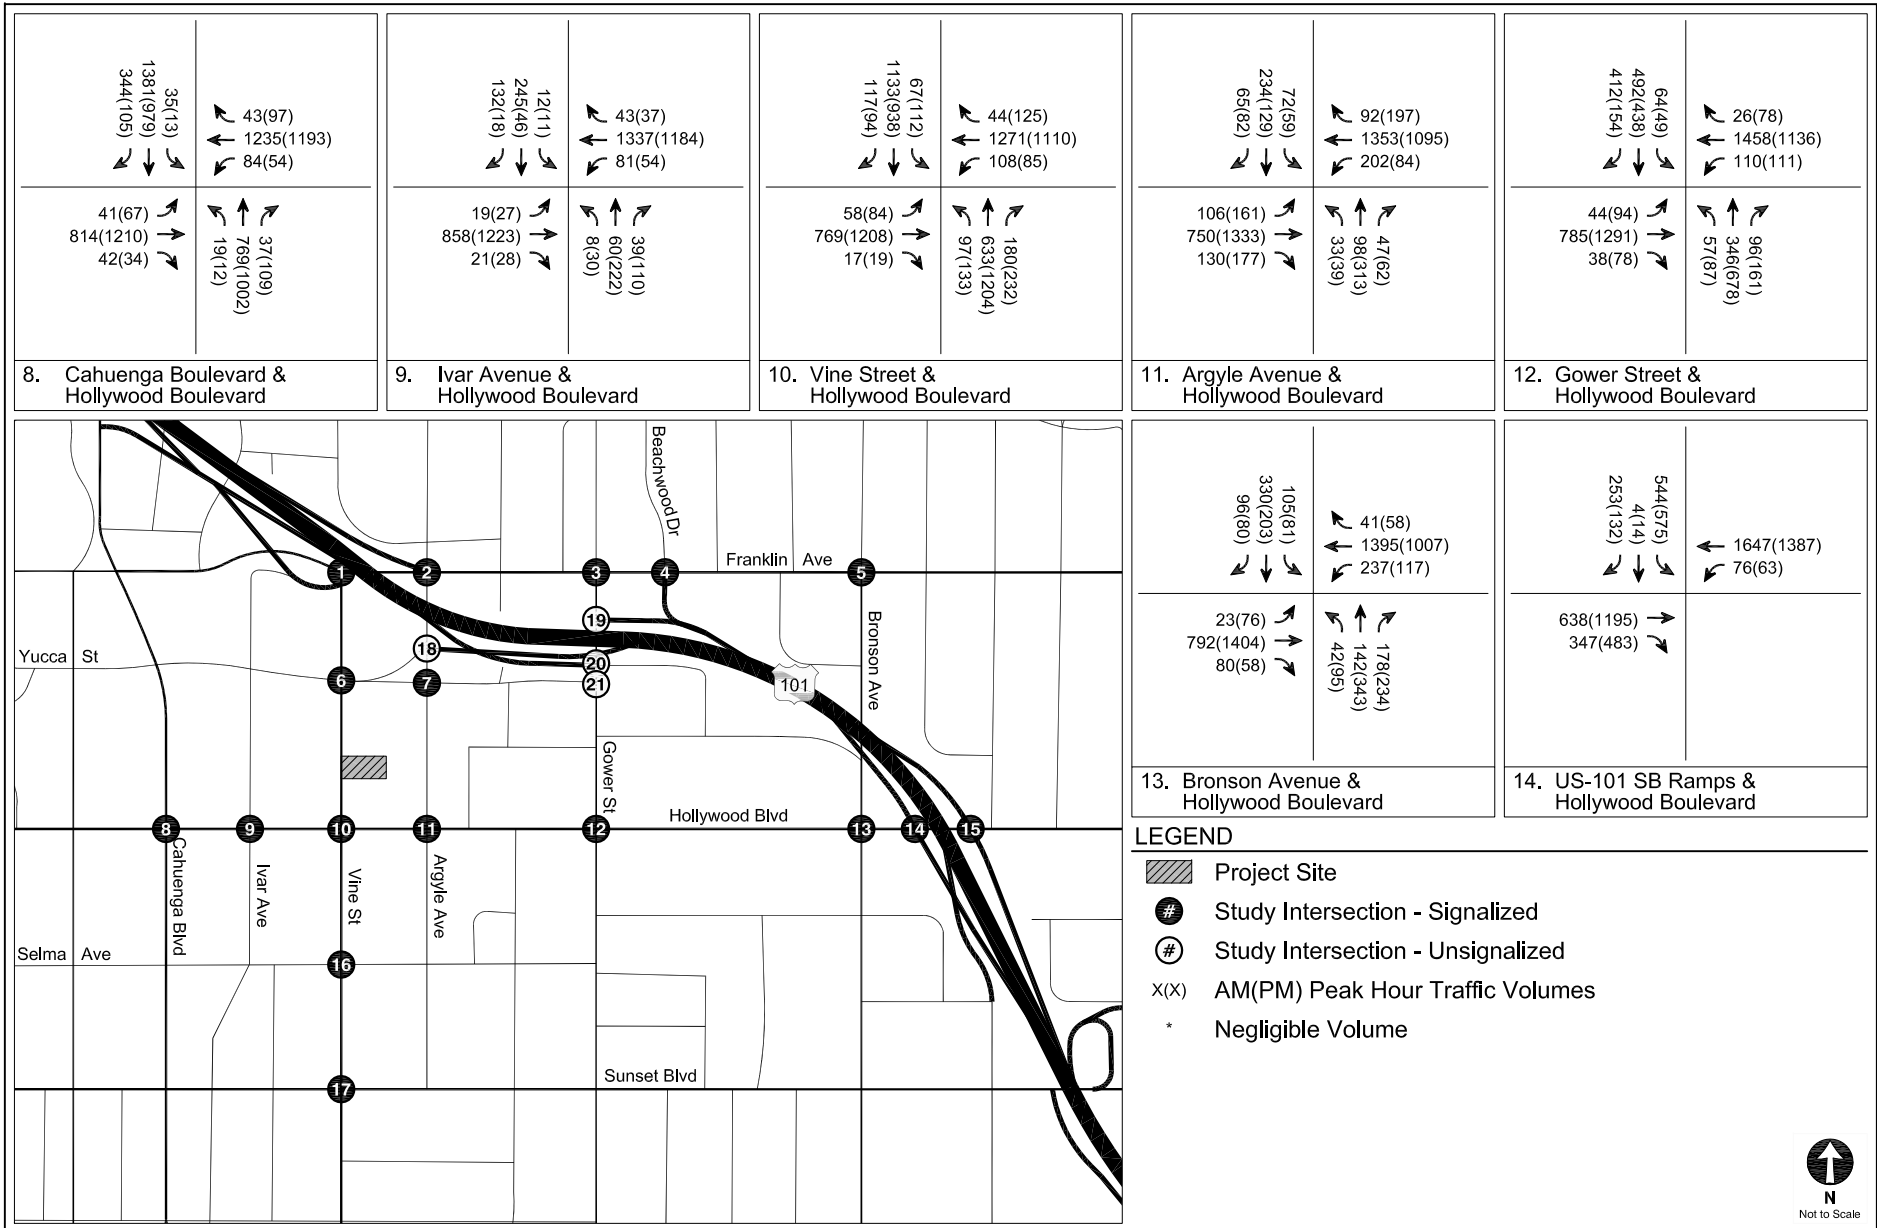 344(105)
1381(979)
35(13)
43(97)
1235(1193)
84(54)
41(67)
814(1210)
42(34)
19(12)
769(1002)
37(109)
8. Cahuenga Boulevard &
Hollywood Boulevard
132(18)
245(46)
12(11)
43(37)
1337(1184)
81(54)
19(27)
858(1223)
21(28)
8(30)
60(222)
39(110)
9. Ivar Avenue &
Hollywood Boulevard
117(94)
1133(938)
67(112)
44(125)
1271(1110)
108(85)
58(84)
769(1208)
17(19)
97(133)
633(1204)
180(232)
10. Vine Street &
Hollywood Boulevard
65(82)
234(129)
72(59)
92(197)
1353(1095)
202(84)
106(161)
750(1333)
130(177)
33(39)
98(313)
47(62)
11. Argyle Avenue &
Hollywood Boulevard
412(154)
492(438)
64(49)
26(78)
1458(1136)
110(111)
44(94)
785(1291)
38(78)
57(87)
346(678)
96(161)
12. Gower Street &
Hollywood Boulevard
96(80)
330(203)
105(81)
41(58)
1395(1007)
237(117)
23(76)
792(1404)
80(58)
42(95)
142(343)
178(234)
13. Bronson Avenue &
Hollywood Boulevard
253(132)
4(14)
544(575)
1647(1387)
76(63)
638(1195)
347(483)
14. US-101 SB Ramps &
Hollywood Boulevard
Beachwood Dr
Franklin Ave
1
2
3
4
5
19
18
20
21
Yucca St
6
7
101
Bronson Ave
Gower St
Hollywood Blvd
8
9
10
11
12
13
14
15
Cahuenga Blvd
Ivar Ave
Vine St
Argyle Ave
Selma Ave
16
17
Sunset Blvd
LEGEND
Project Site
# Study Intersection - Signalized
# Study Intersection - Unsignalized
X(X) AM(PM) Peak Hour Traffic Volumes
* Negligible Volume
N
Not to Scale